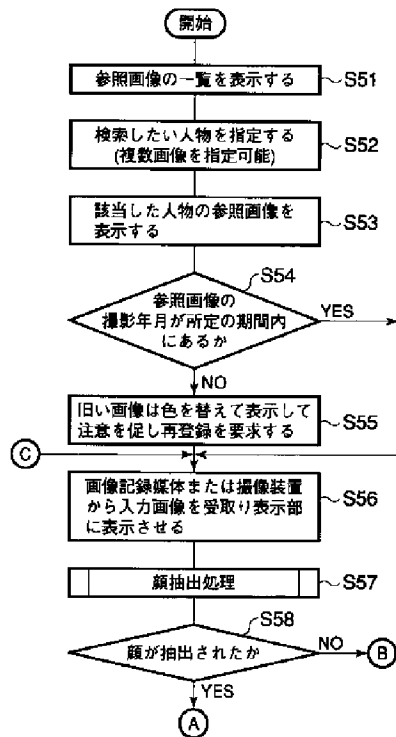 開始
参照画像の一覧を表示する
S51
検索したい人物を指定する
(複数画像を指定可能)
S52
該当した人物の参照画像を
表示する
S53
S54
参照画像の
撮影年月が所定の期間内
にあるか
YES
NO
旧い画像は色を替えて表示して
注意を促し再登録を要求する
S55
C
画像記録媒体または撮像装置
から入力画像を受取り表示部
に表示させる
S56
顔抽出処理
S57
S58
顔が抽出されたか
NO
B
YES
A